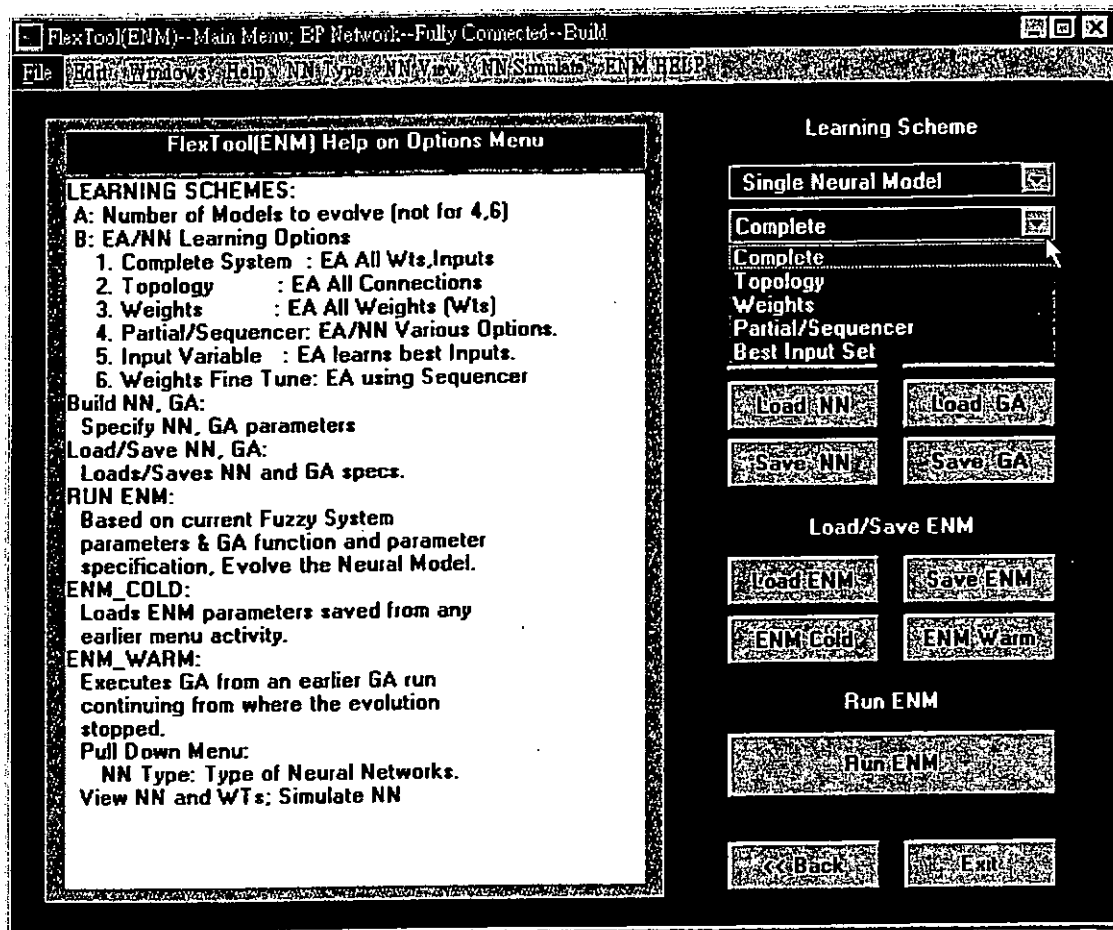 FlexTool(ENM)--Main Menu; BP Network--Fully Connected--Build
File Edit Windows Help NN Type NN View NN Simulate ENM HELP
FlexTool(ENM) Help on Options Menu
LEARNING SCHEMES:
A: Number of Models to evolve (not for 4,6)
B: EA/NN Learning Options
1. Complete System : EA All Wts,Inputs
2. Topology : EA All Connections
3. Weights : EA All Weights (Wts)
4. Partial/Sequencer: EA/NN Various Options.
5. Input Variable : EA learns best Inputs.
6. Weights Fine Tune: EA using Sequencer
Build NN, GA:
Specify NN, GA parameters
Load/Save NN, GA:
Loads/Saves NN and GA specs.
RUN ENM:
Based on current Fuzzy System
parameters & GA function and parameter
specification, Evolve the Neural Model.
ENM_COLD:
Loads ENM parameters saved from any
earlier menu activity.
ENM_WARM:
Executes GA from an earlier GA run
continuing from where the evolution
stopped.
Pull Down Menu:
NN Type: Type of Neural Networks.
View NN and WTs; Simulate NN
Learning Scheme
Single Neural Model
Complete
Complete
Topology
Weights
Partial/Sequencer
Best Input Set
Load NN Load GA
Save NN Save GA
Load/Save ENM
Load ENM Save ENM
ENM Cold ENM Warm
Run ENM
Run ENM
<< Back Exit